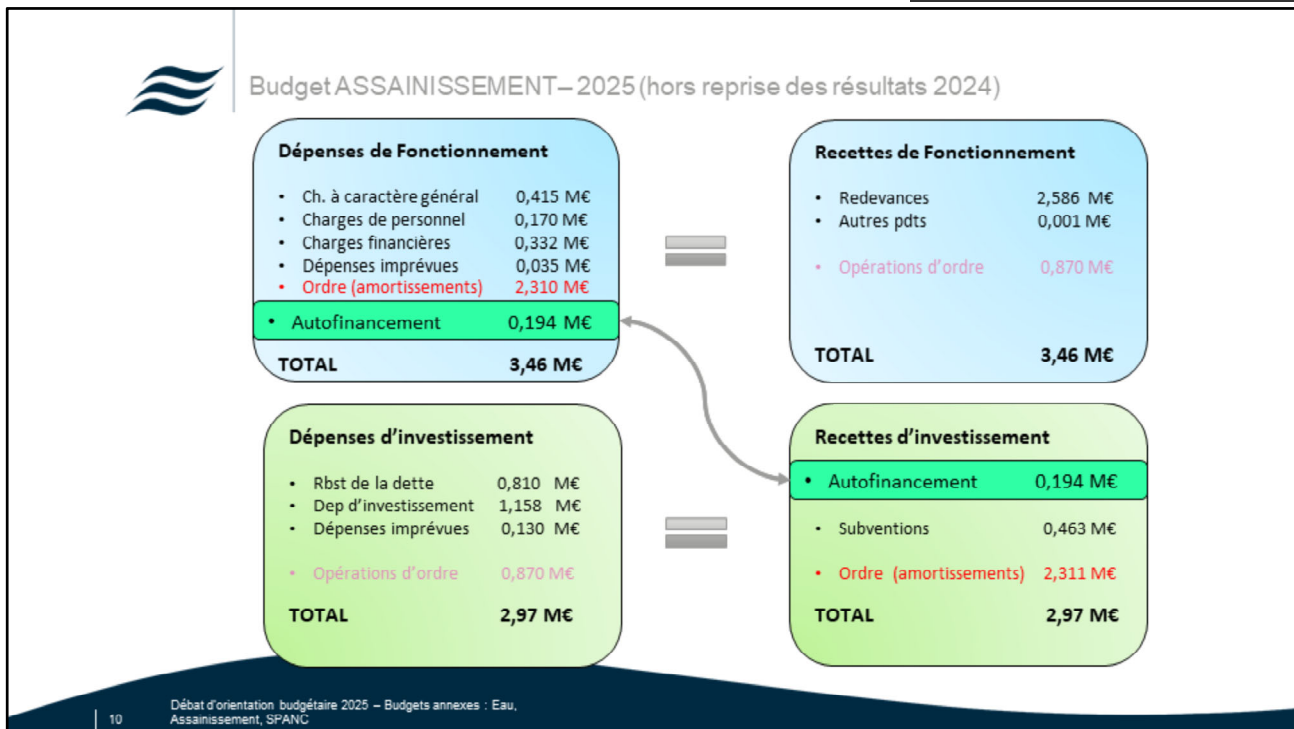 Budget ASSAINISSEMENT– 2025 (hors reprise des résultats 2024)
Dépenses de Fonctionnement
• Ch. à caractère général 0,415 M€
• Charges de personnel 0,170 M€
• Charges financières 0,332 M€
• Dépenses imprévues 0,035 M€
• Ordre (amortissements) 2,310 M€
• Autofinancement 0,194 M€
TOTAL 3,46 M€
Recettes de Fonctionnement
• Redevances 2,586 M€
• Autres pdts 0,001 M€
• Opérations d’ordre 0,870 M€
TOTAL 3,46 M€
Dépenses d’investissement
• Rbst de la dette 0,810 M€
• Dep d’investissement 1,158 M€
• Dépenses imprévues 0,130 M€
• Opérations d’ordre 0,870 M€
TOTAL 2,97 M€
Recettes d’investissement
• Autofinancement 0,194 M€
• Subventions 0,463 M€
• Ordre (amortissements) 2,311 M€
TOTAL 2,97 M€
10
Débat d’orientation budgétaire 2025 – Budgets annexes : Eau,
Assainissement, SPANC